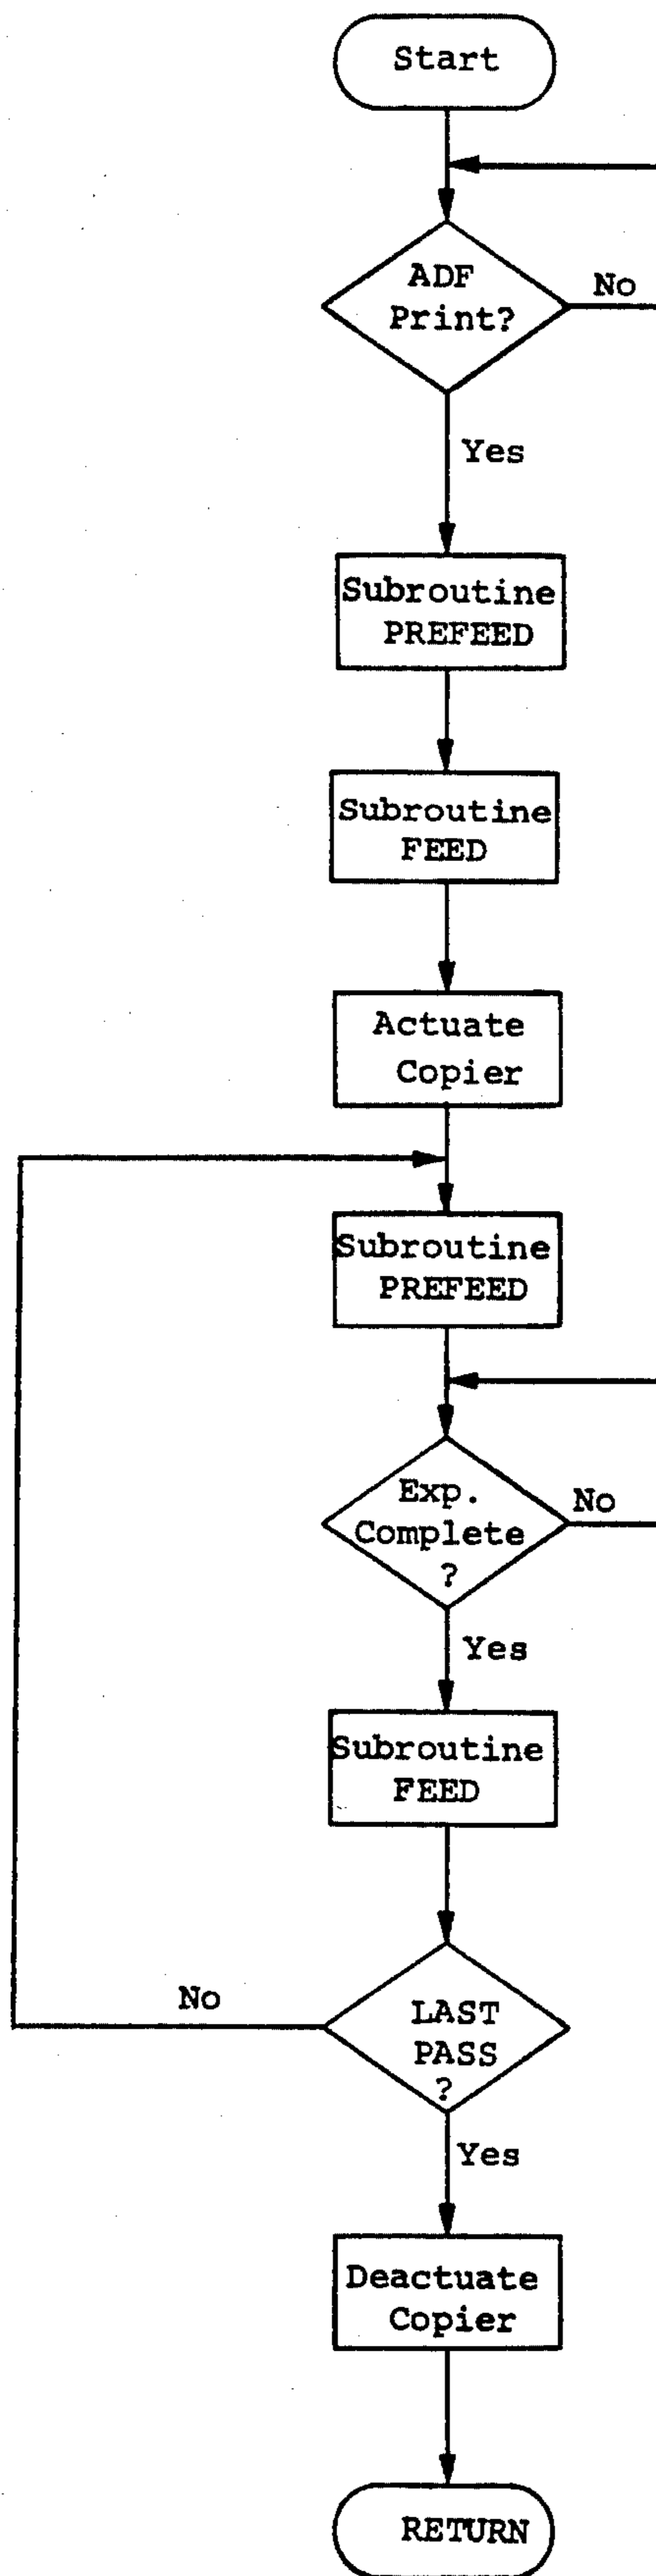 Start
ADF
Print?
No
Yes
Subroutine
PREFEED
Subroutine
FEED
Actuate
Copier
Subroutine
PREFEED
Exp.
Complete
?
No
Yes
Subroutine
FEED
No
LAST
PASS
?
Yes
Deactuate
Copier
RETURN